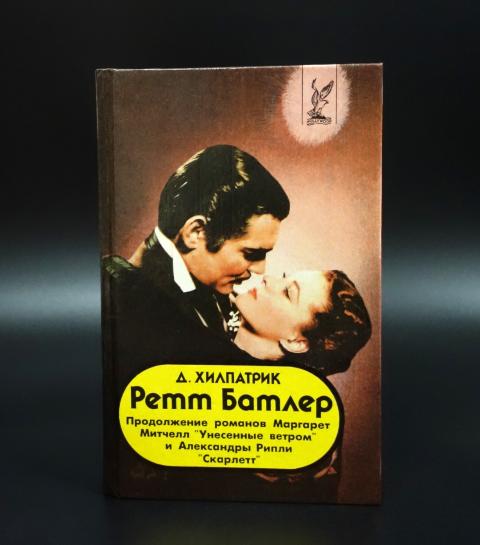 Д. ХИЛПАТРИК
Ретт Батлер
Продолжение романов Маргарет
Митчелл "Унесенные ветром"
и Александры Рипли
"Скарлетт"